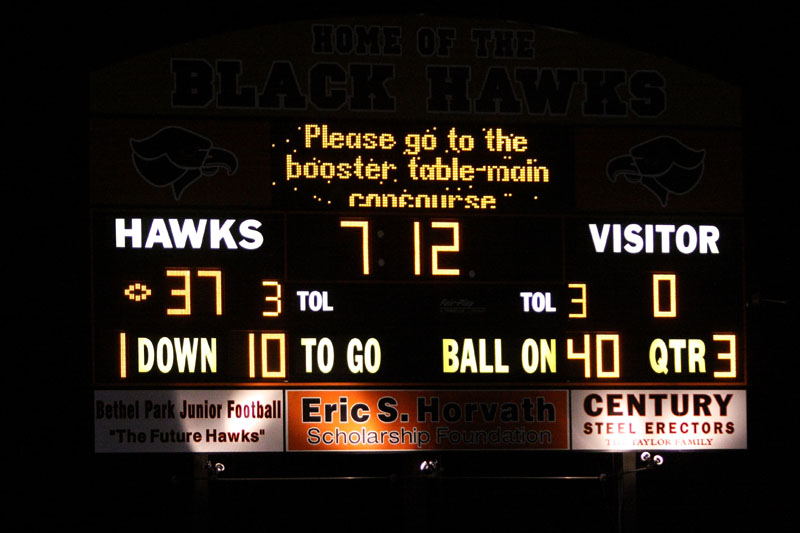 HOME OF THE
BLACK HAWKS
Please go to the
booster table-main
concourse
HAWKS 7:12 VISITOR
37 3 TOL TOL 3 0
1 DOWN 10 TO GO BALL ON 40 QTR 3
Bethel Park Junior Football
"The Future Hawks"
Eric S. Horvath
Scholarship Foundation
CENTURY
STEEL ERECTORS
THE TAYLOR FAMILY